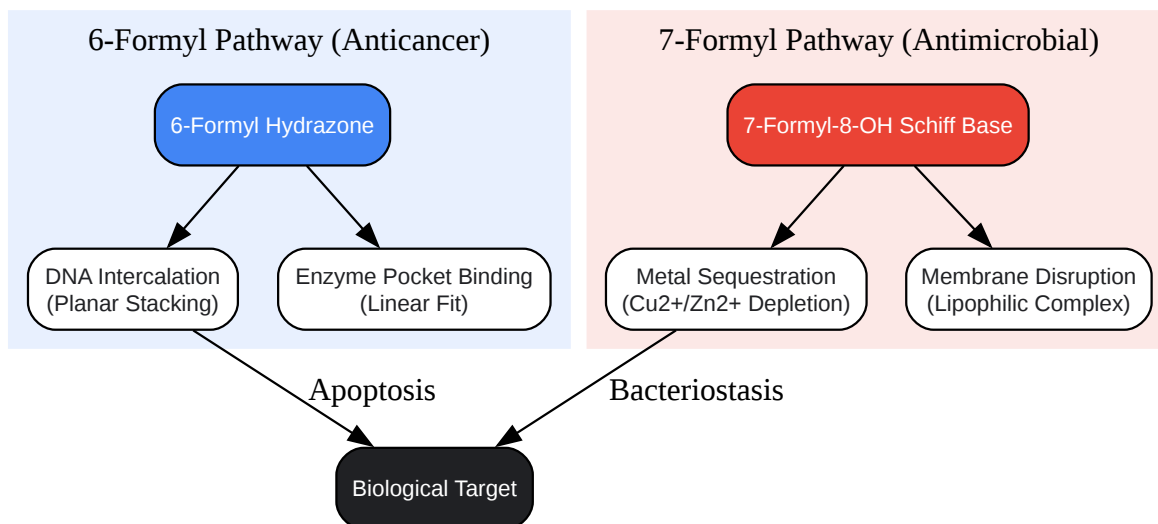 6-Formyl Pathway (Anticancer)
7-Formyl Pathway (Antimicrobial)
6-Formyl Hydrazone
7-Formyl-8-OH Schiff Base
DNA Intercalation
(Planar Stacking)
Enzyme Pocket Binding
(Linear Fit)
Metal Sequestration
(Cu2+/Zn2+ Depletion)
Membrane Disruption
(Lipophilic Complex)
Apoptosis
Bacteriostasis
Biological Target